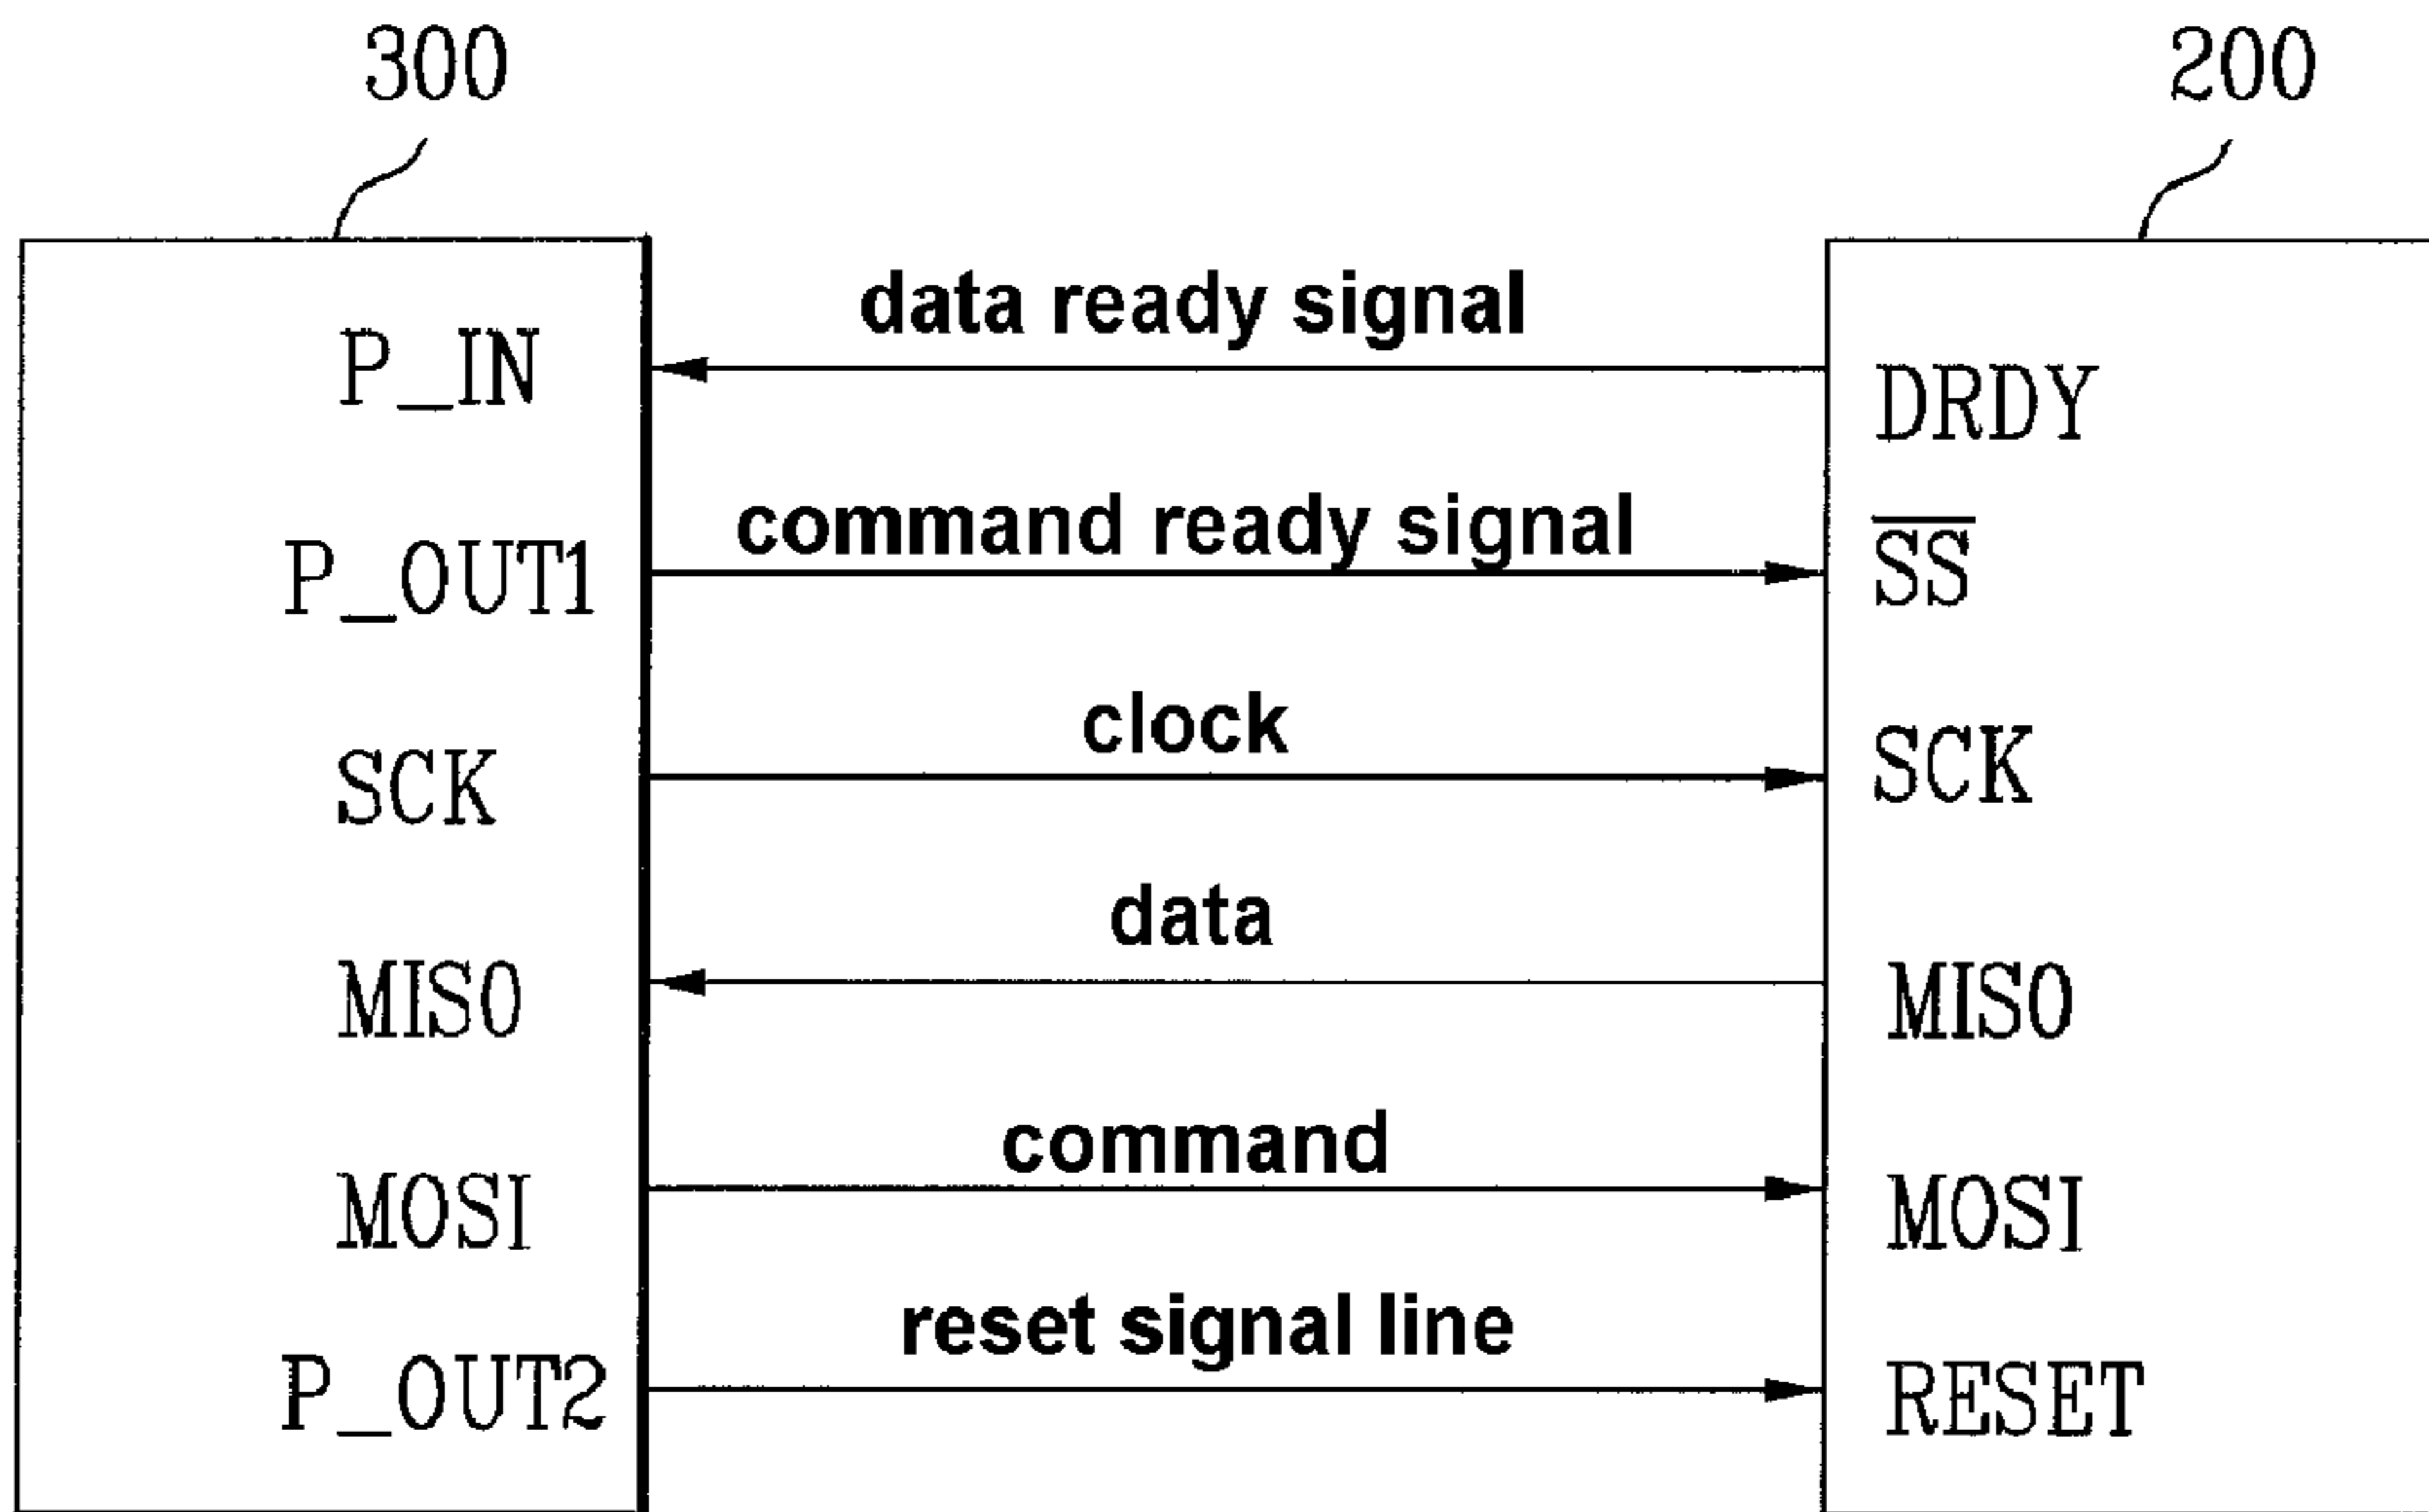 300 200
data ready signal
P_IN DRDY
command ready signal
P_OUT1 S̅S̅
clock
SCK SCK
data
MISO MISO
command
MOSI MOSI
reset signal line
P_OUT2 RESET